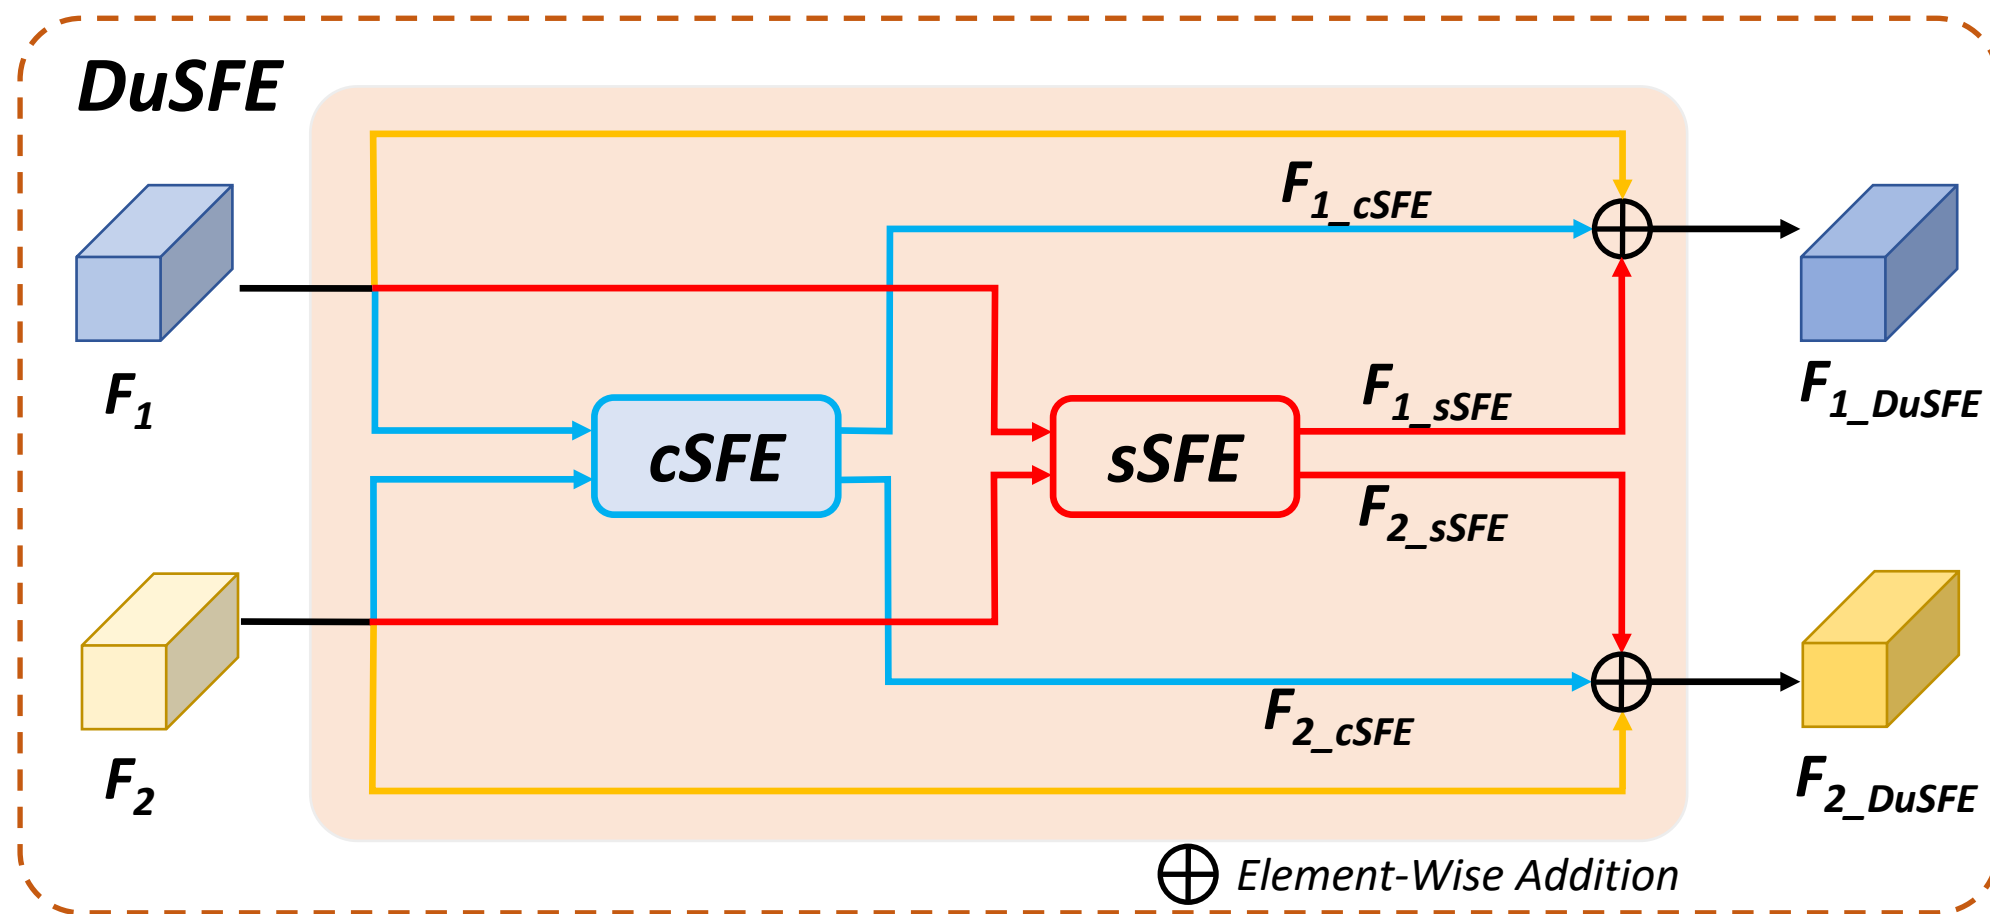 DuSFE
F1_cSFE
F1
F1_sSFE
F1_DuSFE
cSFE
sSFE
F2_sSFE
F2_cSFE
F2
F2_DuSFE
Element-Wise Addition